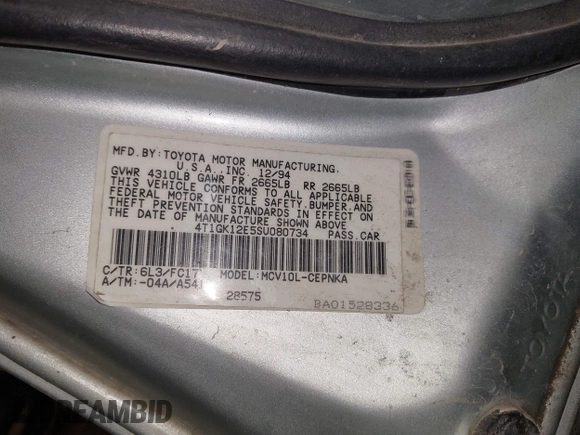 MFD.BY:TOYOTA MOTOR MANUFACTURING.
U.S.A.,INC. 12/94
GVWR 4310LB GAWR FR 2665LB RR 2665LB
THIS VEHICLE CONFORMS TO ALL APPLICABLE
FEDERAL MOTOR VEHICLE SAFETY,BUMPER,AND
THEFT PREVENTION STANDARDS IN EFFECT ON
THE DATE OF MANUFACTURE SHOWN ABOVE
4T1GK12E5SU080734 PASS.CAR
C/TR:6L3/FC17 MODEL:MCV10L-CEPNKA
A/TM:-04A/A541
28575
BA01528336
TOYOTA
DREAMBID